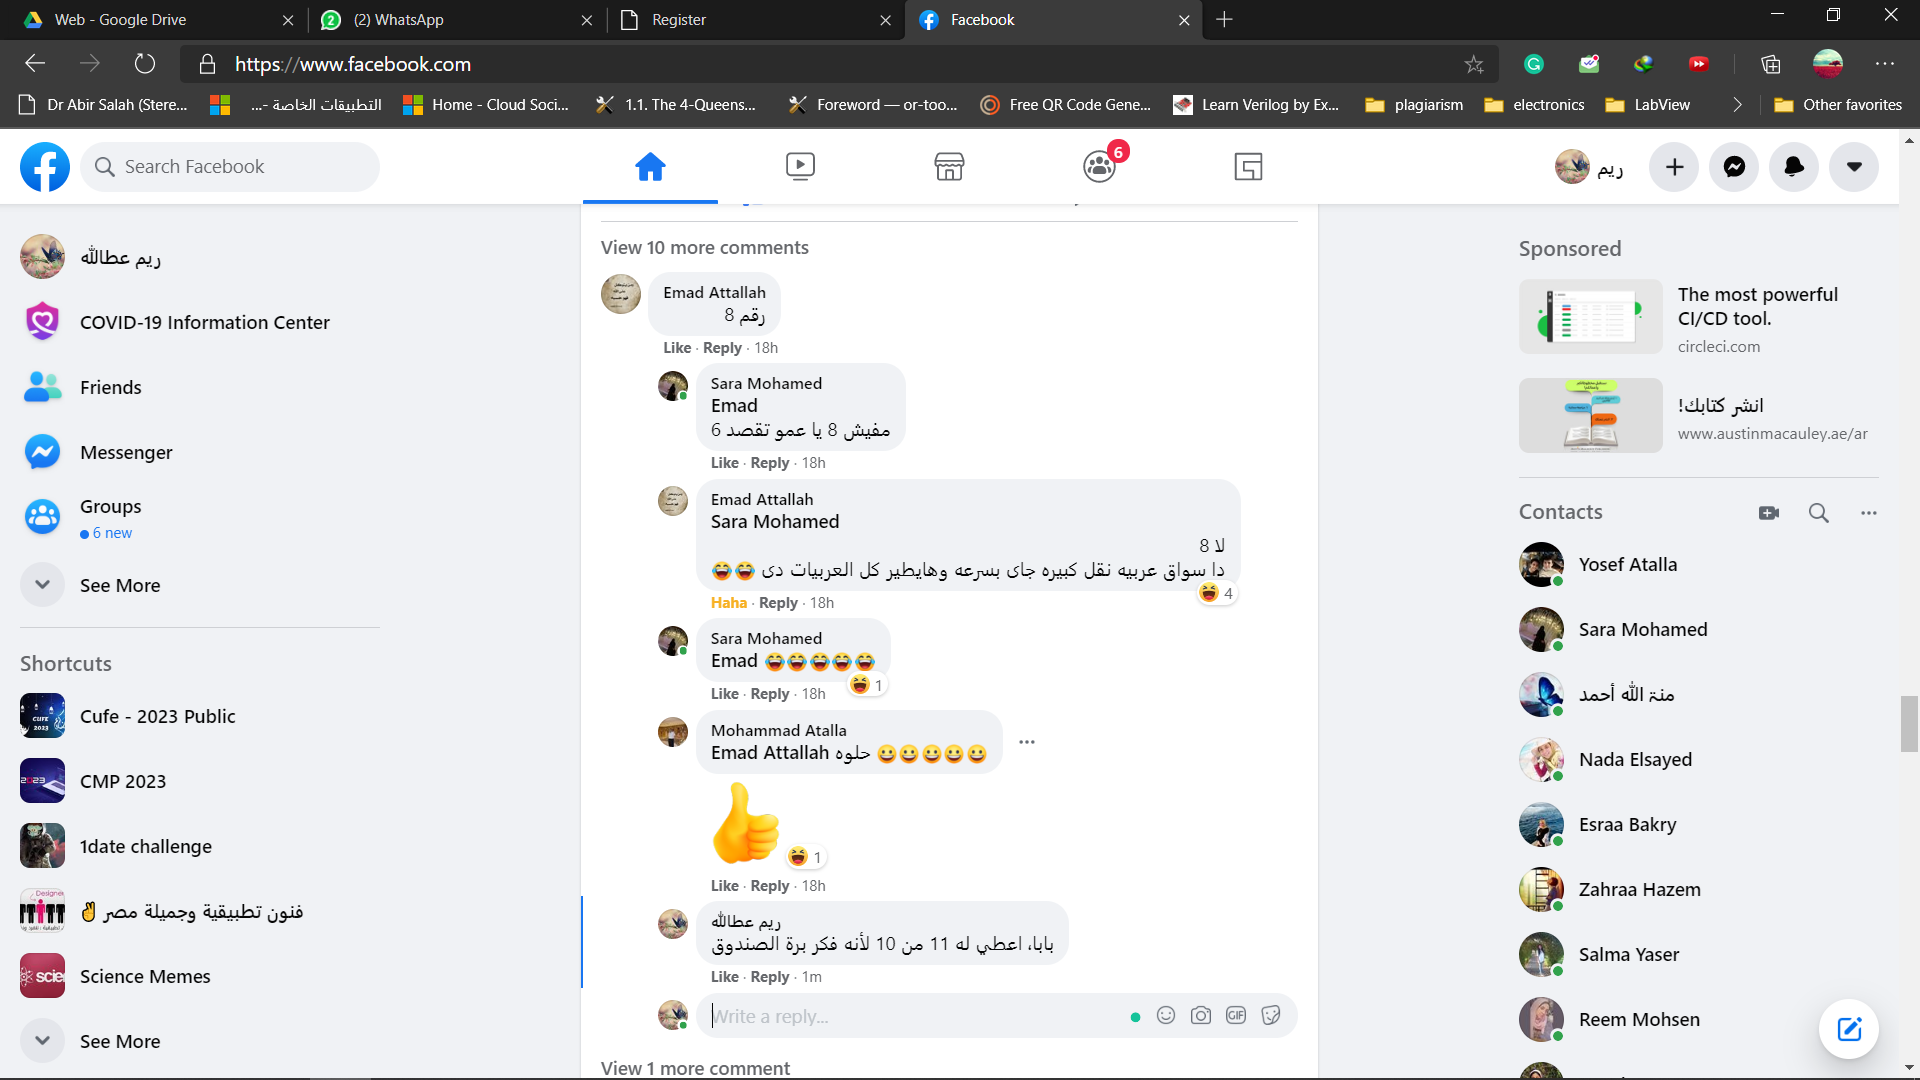 Web - Google Drive
(2) WhatsApp
Register
Facebook
https://www.facebook.com
Dr Abir Salah (Stere...
التطبيقات الخاصة -...
Home - Cloud Soci...
1.1. The 4-Queens...
Foreword — or-too...
Free QR Code Gene...
Learn Verilog by Ex...
plagiarism
electronics
LabView
Other favorites
Search Facebook
6
ريم
ريم عطالله
COVID-19 Information Center
Friends
Messenger
Groups
6 new
See More
Shortcuts
CUFE 2023
Cufe - 2023 Public
2023
CMP 2023
1date challenge
Designer
فنون تطبيقية وجميلة مصر ✌
Science Memes
See More
View 10 more comments
Emad Attallah
رقم 8
Like · Reply · 18h
Sara Mohamed
Emad
مفيش 8 يا عمو تقصد 6
Like · Reply · 18h
Emad Attallah
Sara Mohamed
لا 8
دا سواق عربيه نقل كبيره جاى بسرعه وهايطير كل العربيات دى 😂😂
4
Haha · Reply · 18h
Sara Mohamed
Emad 😂😂😂😂😂
1
Like · Reply · 18h
Mohammad Atalla
Emad Attallah حلوه 😀😀😀😀😀
1
Like · Reply · 18h
ريم عطالله
بابا، اعطي له 11 من 10 لأنه فكر برة الصندوق
Like · Reply · 1m
Write a reply...
GIF
View 1 more comment
Sponsored
The most powerful
CI/CD tool.
circleci.com
انشر كتابك!
www.austinmacauley.ae/ar
Contacts
Yosef Atalla
Sara Mohamed
منة الله أحمد
Nada Elsayed
Esraa Bakry
Zahraa Hazem
Salma Yaser
Reem Mohsen